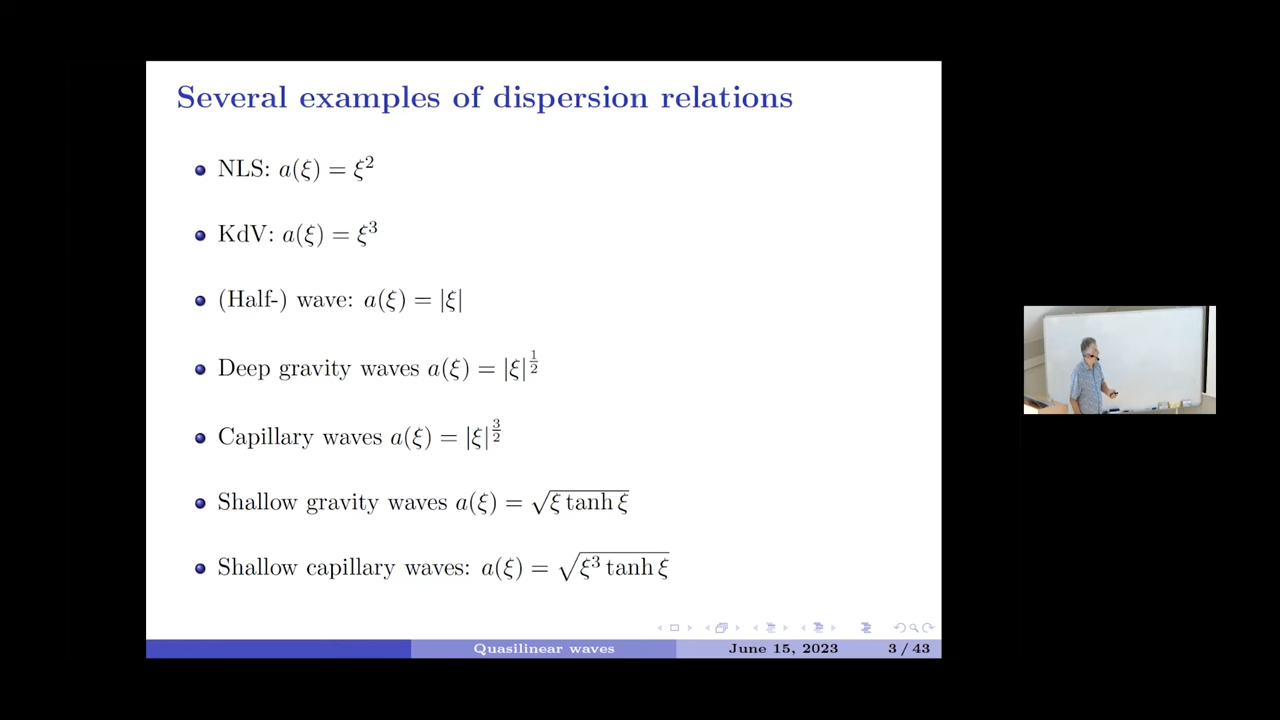 Several examples of dispersion relations
NLS: a(ξ) = ξ²
KdV: a(ξ) = ξ³
(Half-) wave: a(ξ) = |ξ|
Deep gravity waves a(ξ) = |ξ|^{1/2}
Capillary waves a(ξ) = |ξ|^{3/2}
Shallow gravity waves a(ξ) = √(ξ tanh ξ)
Shallow capillary waves: a(ξ) = √(ξ³ tanh ξ)
Quasilinear waves June 15, 2023 3 / 43